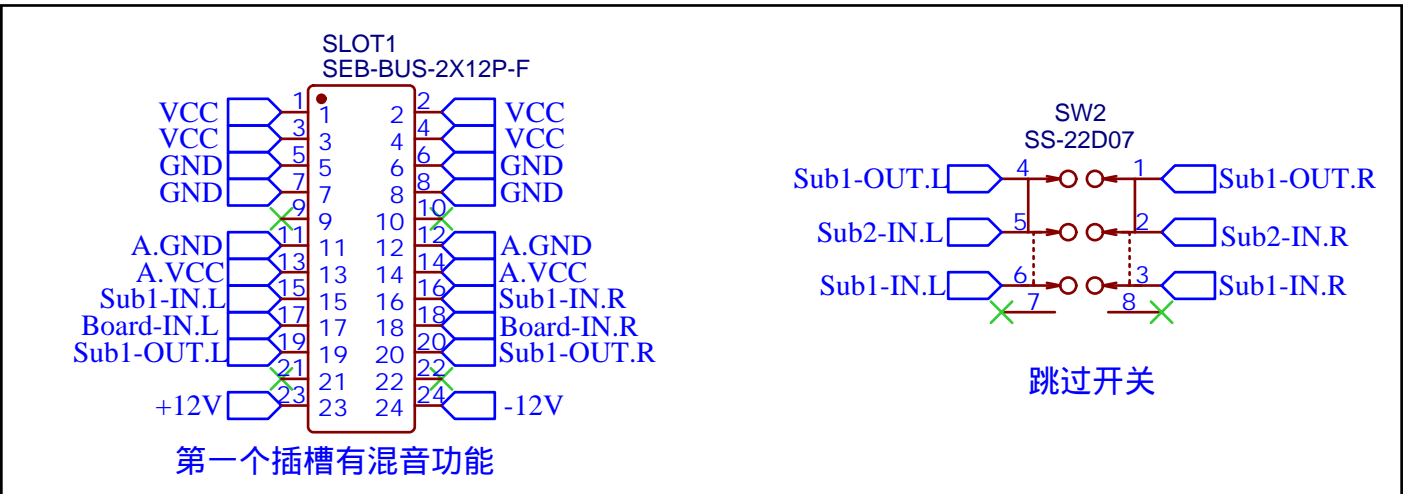 SLOT1
SEB-BUS-2X12P-F
VCC 1 1 2 2 VCC
VCC 3 3 4 4 VCC
GND 5 5 6 6 GND
GND 7 7 8 8 GND
9 9 10 10
A.GND 11 11 12 12 A.GND
A.VCC 13 13 14 14 A.VCC
Sub1-IN.L 15 15 16 16 Sub1-IN.R
Board-IN.L 17 17 18 18 Board-IN.R
Sub1-OUT.L 19 19 20 20 Sub1-OUT.R
21 21 22 22
+12V 23 23 24 24 -12V
第一个插槽有混音功能
SW2
SS-22D07
Sub1-OUT.L 4 1 Sub1-OUT.R
Sub2-IN.L 5 2 Sub2-IN.R
Sub1-IN.L 6 3 Sub1-IN.R
7 8
跳过开关